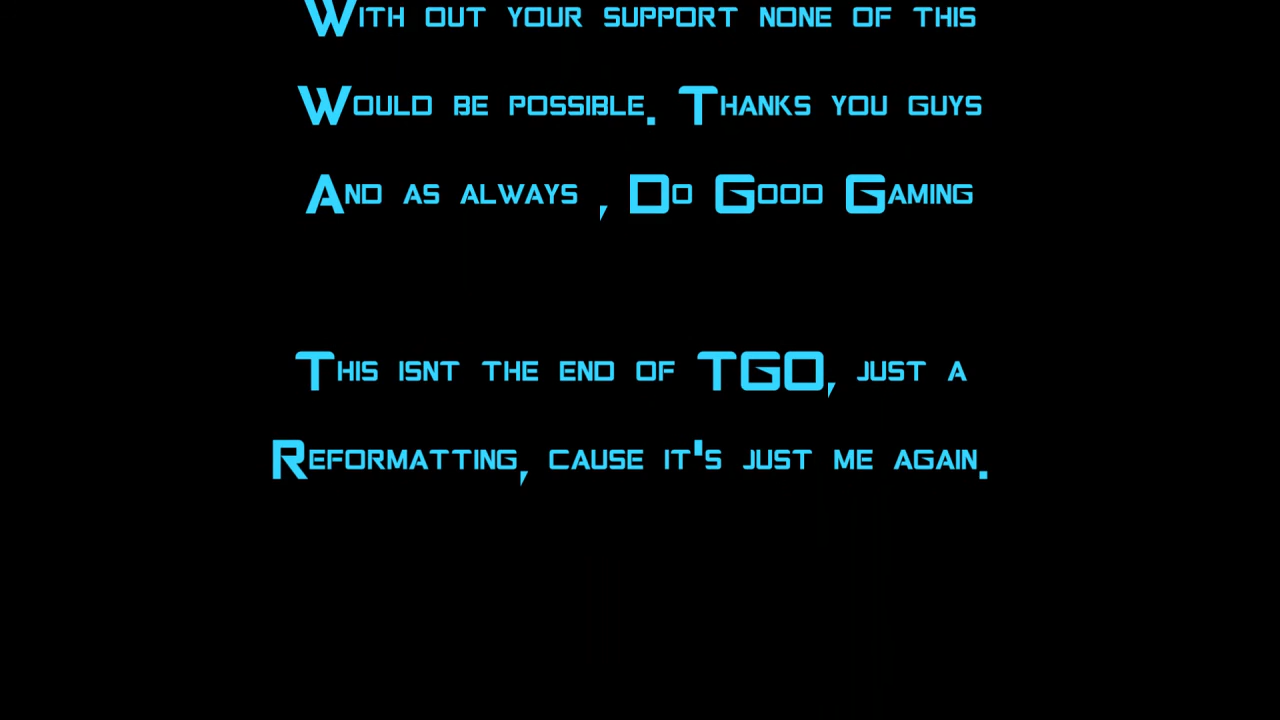 With out your support none of this
Would be possible. Thanks you guys
And as always , Do Good Gaming
This isnt the end of TGO, just a
Reformatting, cause it's just me again.